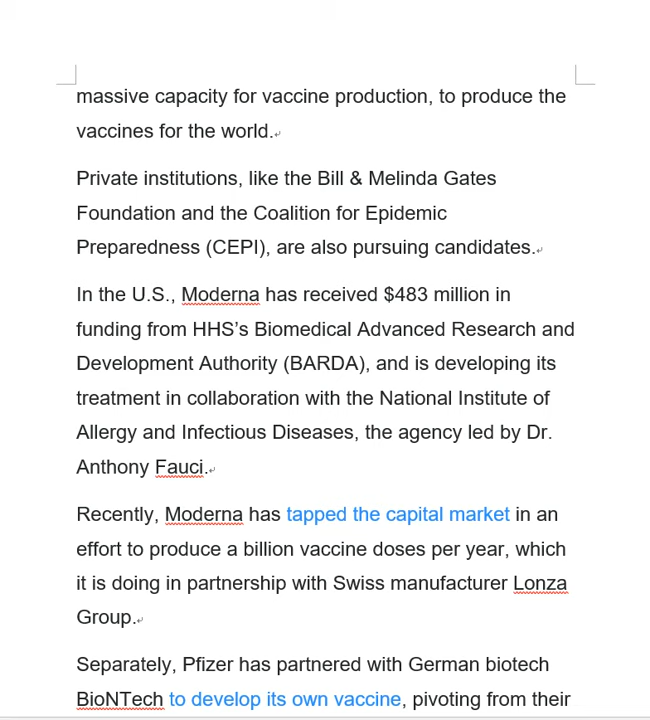 massive capacity for vaccine production, to produce the
vaccines for the world.
Private institutions, like the Bill & Melinda Gates
Foundation and the Coalition for Epidemic
Preparedness (CEPI), are also pursuing candidates.
In the U.S., Moderna has received $483 million in
funding from HHS’s Biomedical Advanced Research and
Development Authority (BARDA), and is developing its
treatment in collaboration with the National Institute of
Allergy and Infectious Diseases, the agency led by Dr.
Anthony Fauci.
Recently, Moderna has tapped the capital market in an
effort to produce a billion vaccine doses per year, which
it is doing in partnership with Swiss manufacturer Lonza
Group.
Separately, Pfizer has partnered with German biotech
BioNTech to develop its own vaccine, pivoting from their